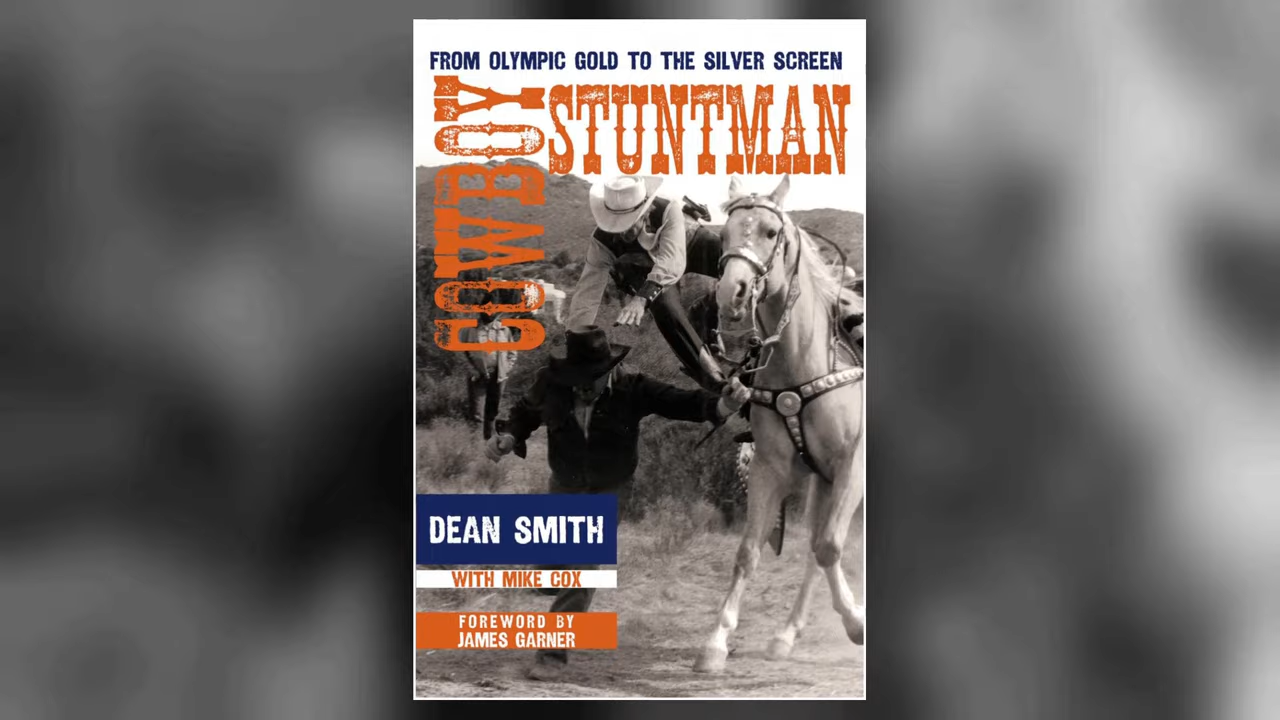 FROM OLYMPIC GOLD TO THE SILVER SCREEN
COWBOY
STUNTMAN
DEAN SMITH
WITH MIKE COX
FOREWORD BY
JAMES GARNER